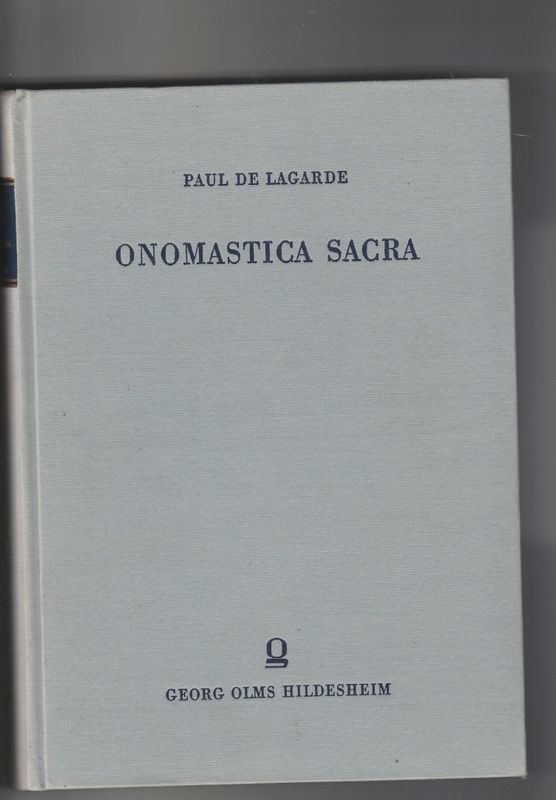 PAUL DE LAGARDE
ONOMASTICA SACRA
O
GEORG OLMS HILDESHEIM